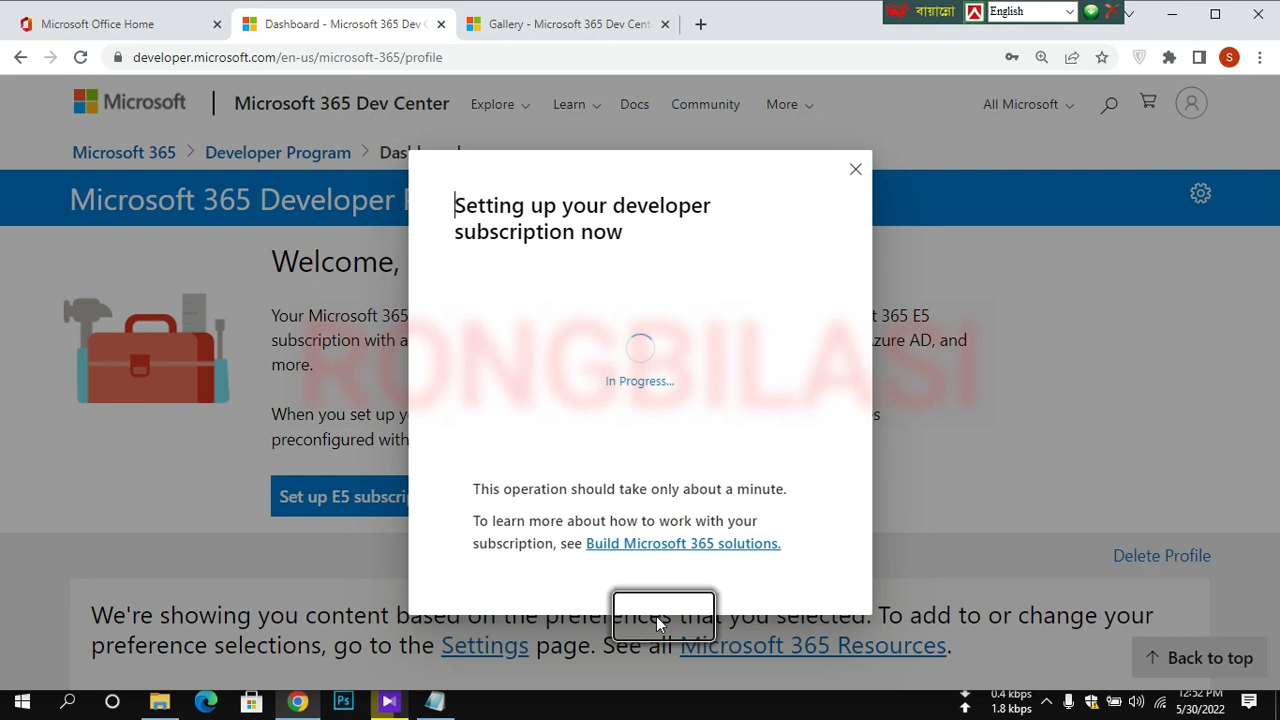 Microsoft Office Home
Dashboard - Microsoft 365 Dev C
Gallery - Microsoft 365 Dev Cent
English
developer.microsoft.com/en-us/microsoft-365/profile
S
Microsoft
Microsoft 365 Dev Center
Explore
Learn
Docs
Community
More
All Microsoft
Microsoft 365
Developer Program
Microsoft 365 Developer
Setting up your developer
subscription now
Welcome,
Your Microsoft 365
t 365 E5
subscription with a
Azure AD, and
more.
RONGBILASI
In Progress...
When you set up yo
es
preconfigured with
Set up E5 subscrip
This operation should take only about a minute.
To learn more about how to work with your
subscription, see Build Microsoft 365 solutions.
Delete Profile
We're showing you content based on the preferences that you selected. To add to or change your
preference selections, go to the Settings page. See all Microsoft 365 Resources.
Back to top
Ps
0.4 kbps
1.8 kbps
12:52 PM
5/30/2022